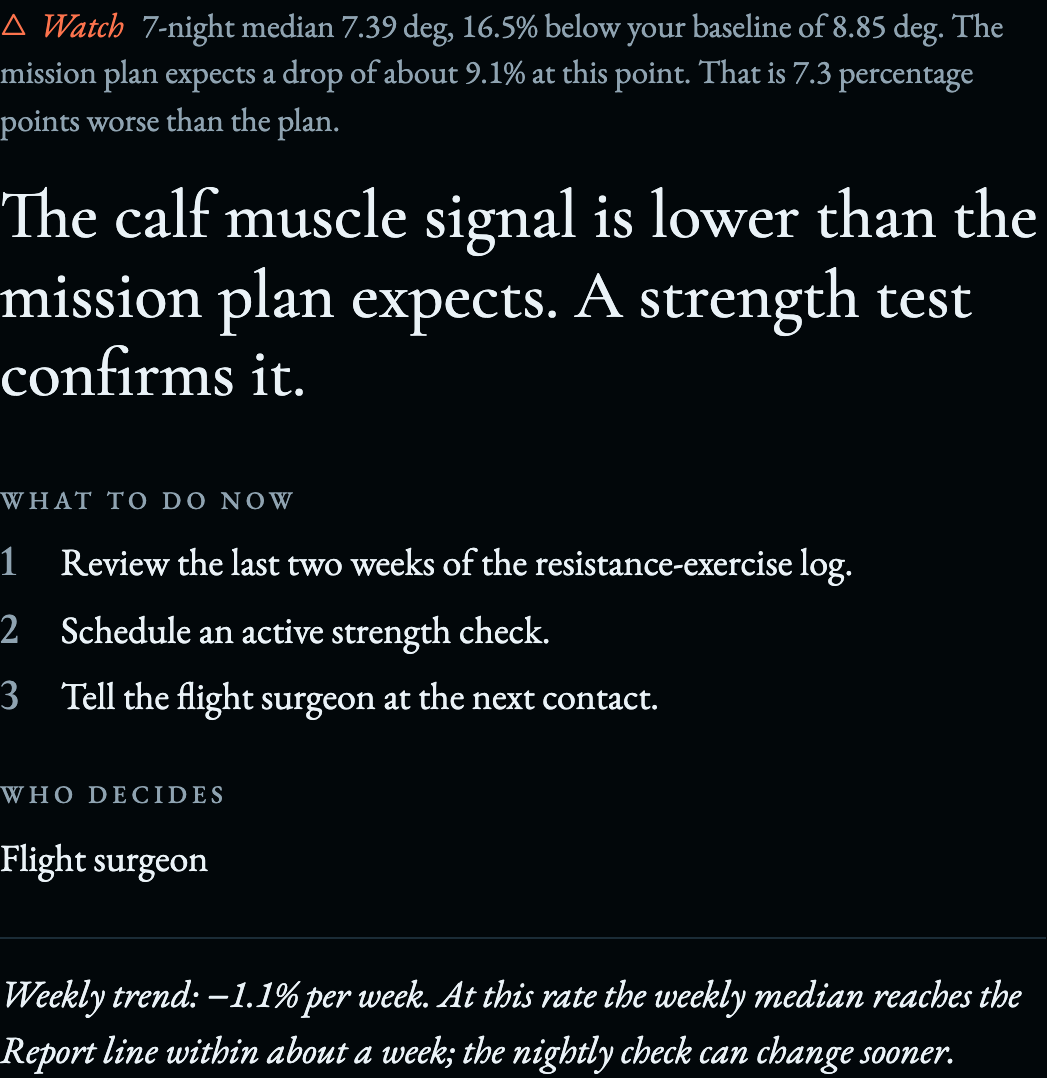 △ Watch 7-night median 7.39 deg, 16.5% below your baseline of 8.85 deg. The
mission plan expects a drop of about 9.1% at this point. That is 7.3 percentage
points worse than the plan.
The calf muscle signal is lower than the
mission plan expects. A strength test
confirms it.
WHAT TO DO NOW
1 Review the last two weeks of the resistance-exercise log.
2 Schedule an active strength check.
3 Tell the flight surgeon at the next contact.
WHO DECIDES
Flight surgeon
Weekly trend: −1.1% per week. At this rate the weekly median reaches the
Report line within about a week; the nightly check can change sooner.